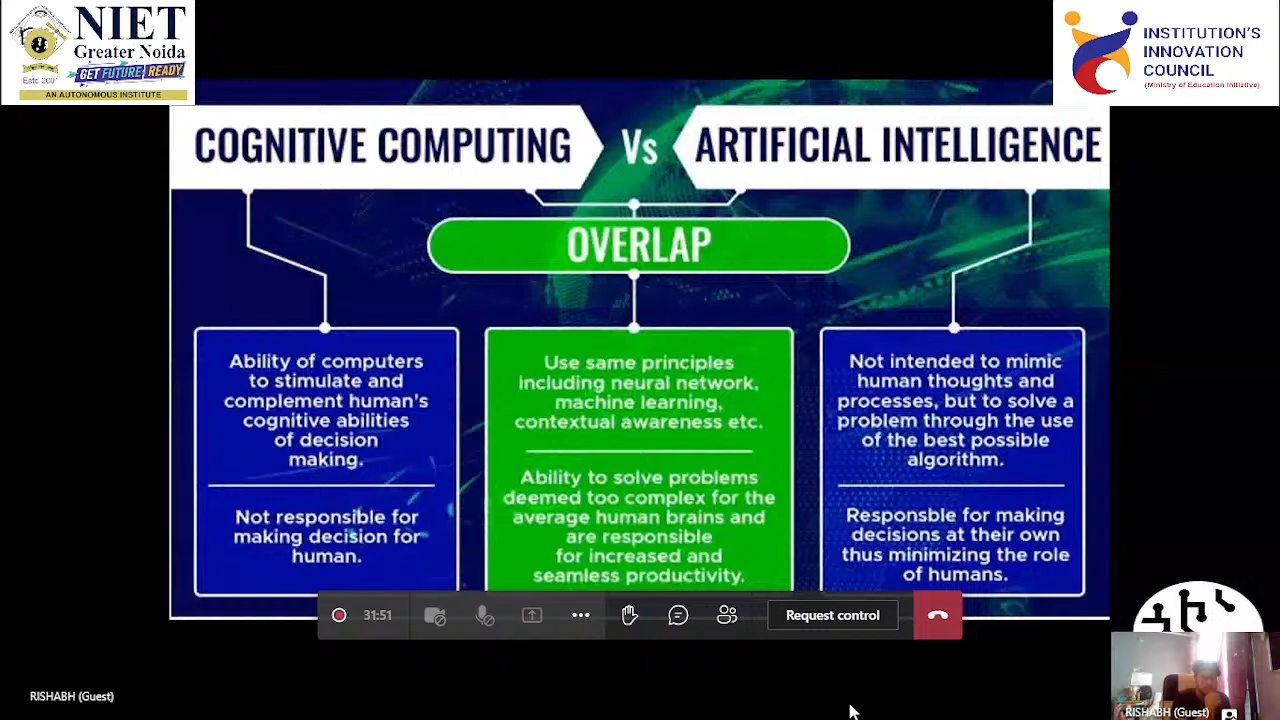 NIET
Greater Noida
GET FUTURE READY
AN AUTONOMOUS INSTITUTE
INSTITUTION'S
INNOVATION
COUNCIL
(Ministry of Education Initiative)
COGNITIVE COMPUTING Vs ARTIFICIAL INTELLIGENCE
OVERLAP
Ability of computers
to stimulate and
complement human's
cognitive abilities
of decision
making.
Not responsible for
making decision for
human.
Use same principles
including neural network,
machine learning,
contextual awareness etc.
Ability to solve problems
deemed too complex for the
average human brains and
are responsible
for increased and
seamless productivity.
Not intended to mimic
human thoughts and
processes, but to solve a
problem through the use
of the best possible
algorithm.
Responsble for making
decisions at their own
thus minimizing the role
of humans.
31:51
Request control
RISHABH (Guest)
RISHABH (Guest)